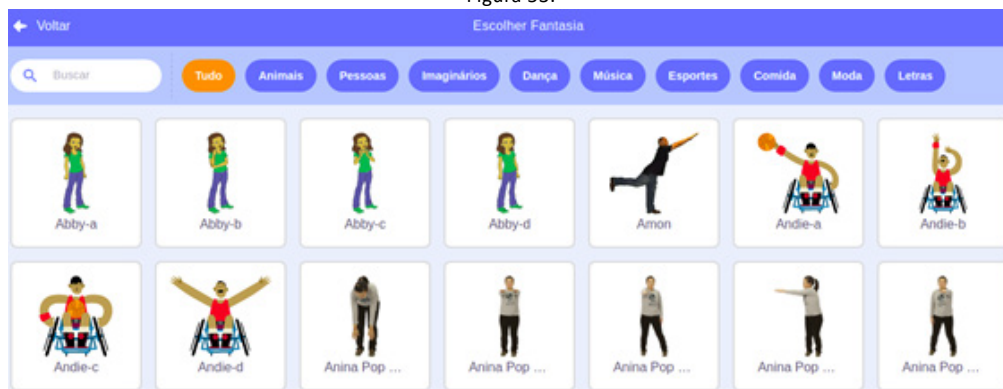 Voltar Escolher Fantasia
Buscar Tudo Animais Pessoas Imaginários Dança Música Esportes Comida Moda Letras
Abby-a Abby-b Abby-c Abby-d Amon Andie-a Andie-b
Andie-c Andie-d Anina Pop ... Anina Pop ... Anina Pop ... Anina Pop ... Anina Pop ...